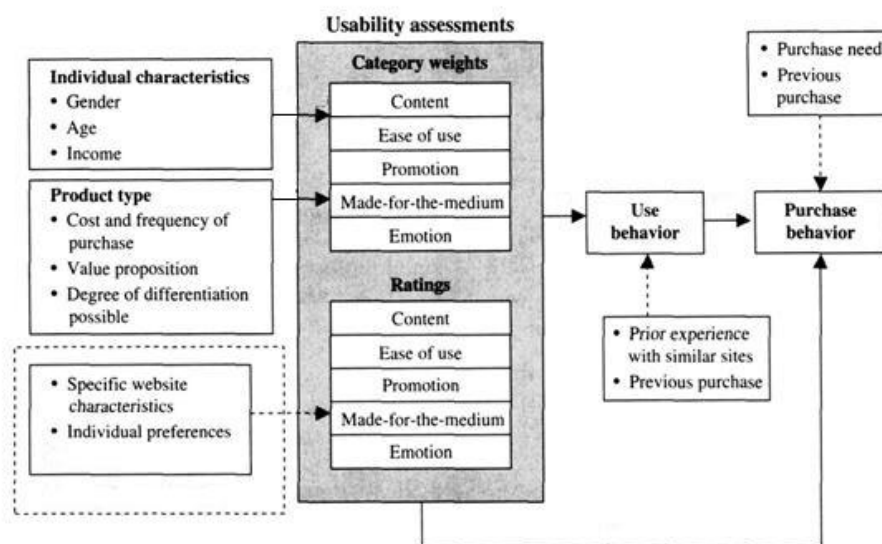 Usability assessments
Individual characteristics
• Gender
• Age
• Income
Product type
• Cost and frequency of
purchase
• Value proposition
• Degree of differentiation
possible
• Specific website
characteristics
• Individual preferences
Category weights
Content
Ease of use
Promotion
Made-for-the-medium
Emotion
Ratings
Content
Ease of use
Promotion
Made-for-the-medium
Emotion
Use
behavior
• Prior experience
with similar sites
• Previous purchase
• Purchase need
• Previous
purchase
Purchase
behavior